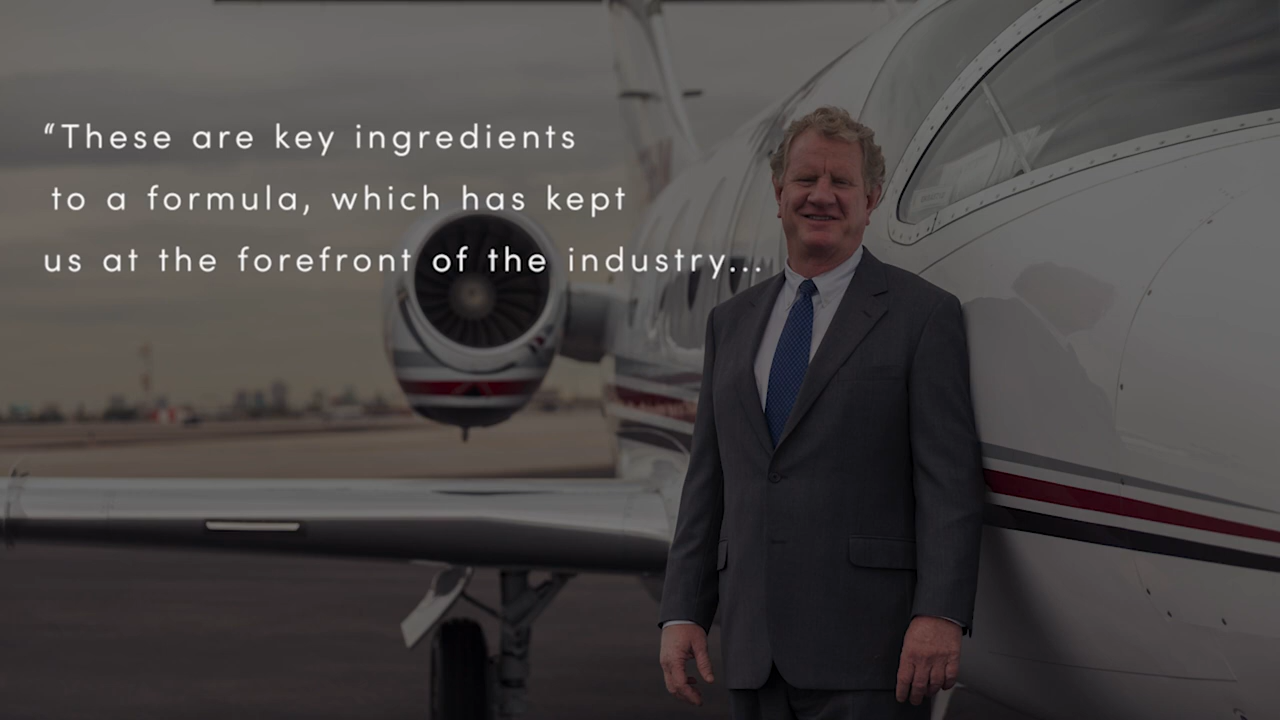 “These are key ingredients
to a formula, which has kept
us at the forefront of the industry...